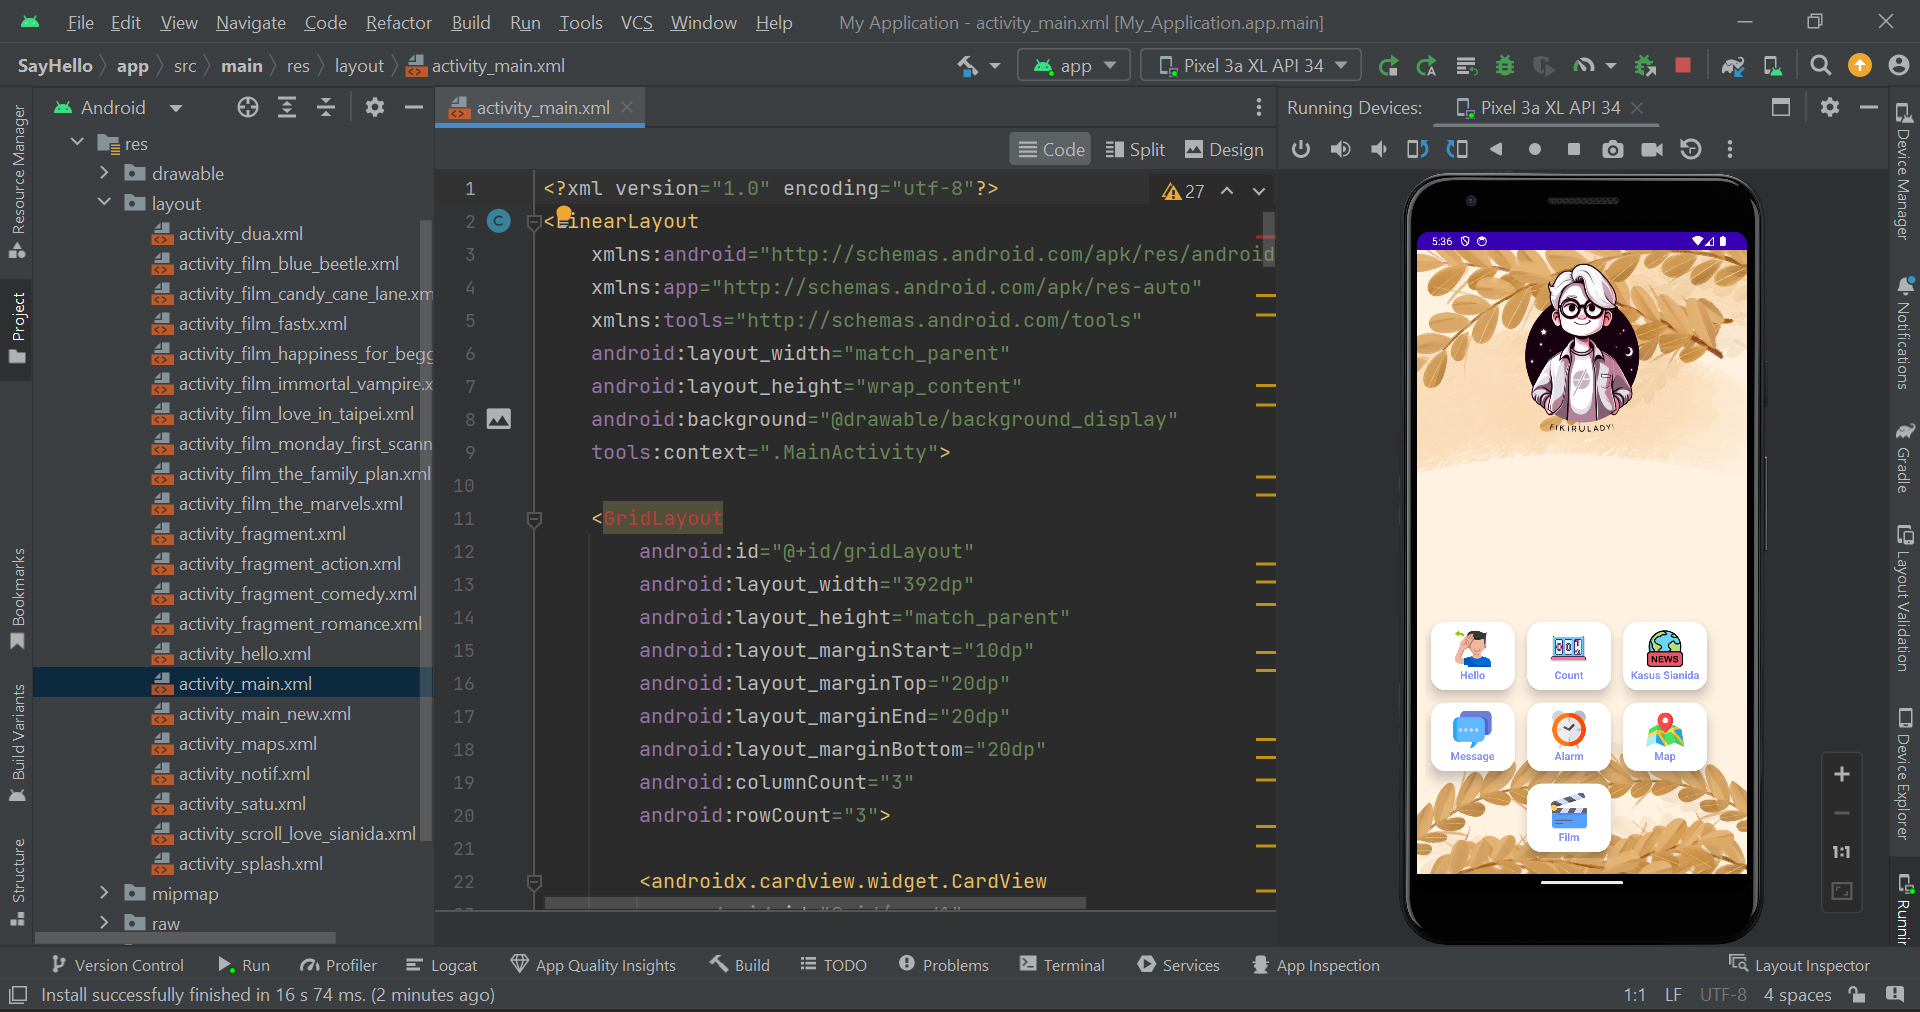 File Edit View Navigate Code Refactor Build Run Tools VCS Window Help My Application - activity_main.xml [My_Application.app.main]
SayHello app src main res layout activity_main.xml app Pixel 3a XL API 34
Resource Manager
Project
Bookmarks
Build Variants
Structure
Android
res
drawable
layout
activity_dua.xml
activity_film_blue_beetle.xml
activity_film_candy_cane_lane.xm
activity_film_fastx.xml
activity_film_happiness_for_begg
activity_film_immortal_vampire.x
activity_film_love_in_taipei.xml
activity_film_monday_first_scann
activity_film_the_family_plan.xml
activity_film_the_marvels.xml
activity_fragment.xml
activity_fragment_action.xml
activity_fragment_comedy.xml
activity_fragment_romance.xml
activity_hello.xml
activity_main.xml
activity_main_new.xml
activity_maps.xml
activity_notif.xml
activity_satu.xml
activity_scroll_love_sianida.xml
activity_splash.xml
mipmap
raw
activity_main.xml
Code Split Design
27
1 <?xml version="1.0" encoding="utf-8"?>
2 <LinearLayout
3 xmlns:android="http://schemas.android.com/apk/res/android
4 xmlns:app="http://schemas.android.com/apk/res-auto"
5 xmlns:tools="http://schemas.android.com/tools"
6 android:layout_width="match_parent"
7 android:layout_height="wrap_content"
8 android:background="@drawable/background_display"
9 tools:context=".MainActivity">
10
11 <GridLayout
12 android:id="@+id/gridLayout"
13 android:layout_width="392dp"
14 android:layout_height="match_parent"
15 android:layout_marginStart="10dp"
16 android:layout_marginTop="20dp"
17 android:layout_marginEnd="20dp"
18 android:layout_marginBottom="20dp"
19 android:columnCount="3"
20 android:rowCount="3">
21
22 <androidx.cardview.widget.CardView
Running Devices: Pixel 3a XL API 34
5:36
FIKIRULADY!
Hello Count NEWS Kasus Sianida
Message Alarm Map
Film
1:1
Device Manager
Notifications
Gradle
Layout Validation
Device Explorer
Runnin
Version Control Run Profiler Logcat App Quality Insights Build TODO Problems Terminal Services App Inspection Layout Inspector
Install successfully finished in 16 s 74 ms. (2 minutes ago) 1:1 LF UTF-8 4 spaces